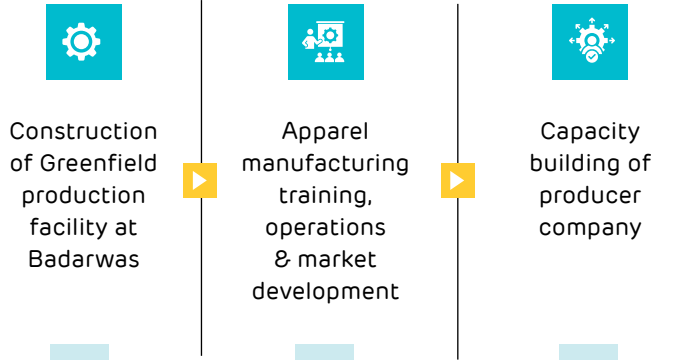 Construction
of Greenfield
production
facility at
Badarwas
Apparel
manufacturing
training,
operations
& market
development
Capacity
building of
producer
company